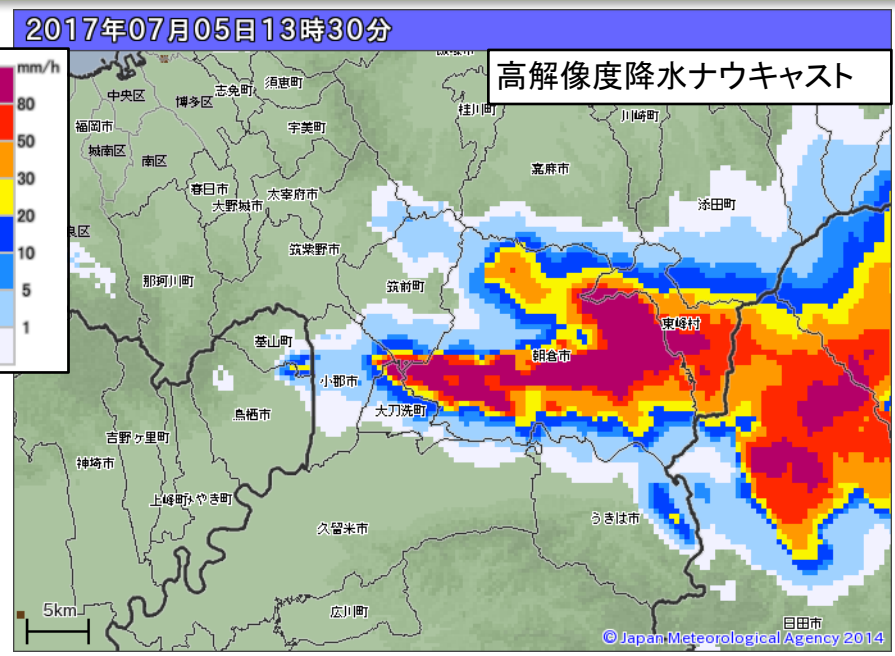 2017年07月05日13時30分
高解像度降水ナウキャスト
mm/h
80
50
30
20
10
5
1
中央区
博多区
志免町
須恵町
桂川町
川崎町
福岡市
宇美町
城南区
南区
嘉麻市
春日市
太宰府市
大野城市
添田町
良区
筑紫野市
那珂川町
筑前町
東峰村
基山町
朝倉市
小郡市
大刀洗町
鳥栖市
吉野ヶ里町
神埼市
上峰町
みやき町
うきは市
久留米市
5km
広川町
日田市
© Japan Meteorological Agency 2014